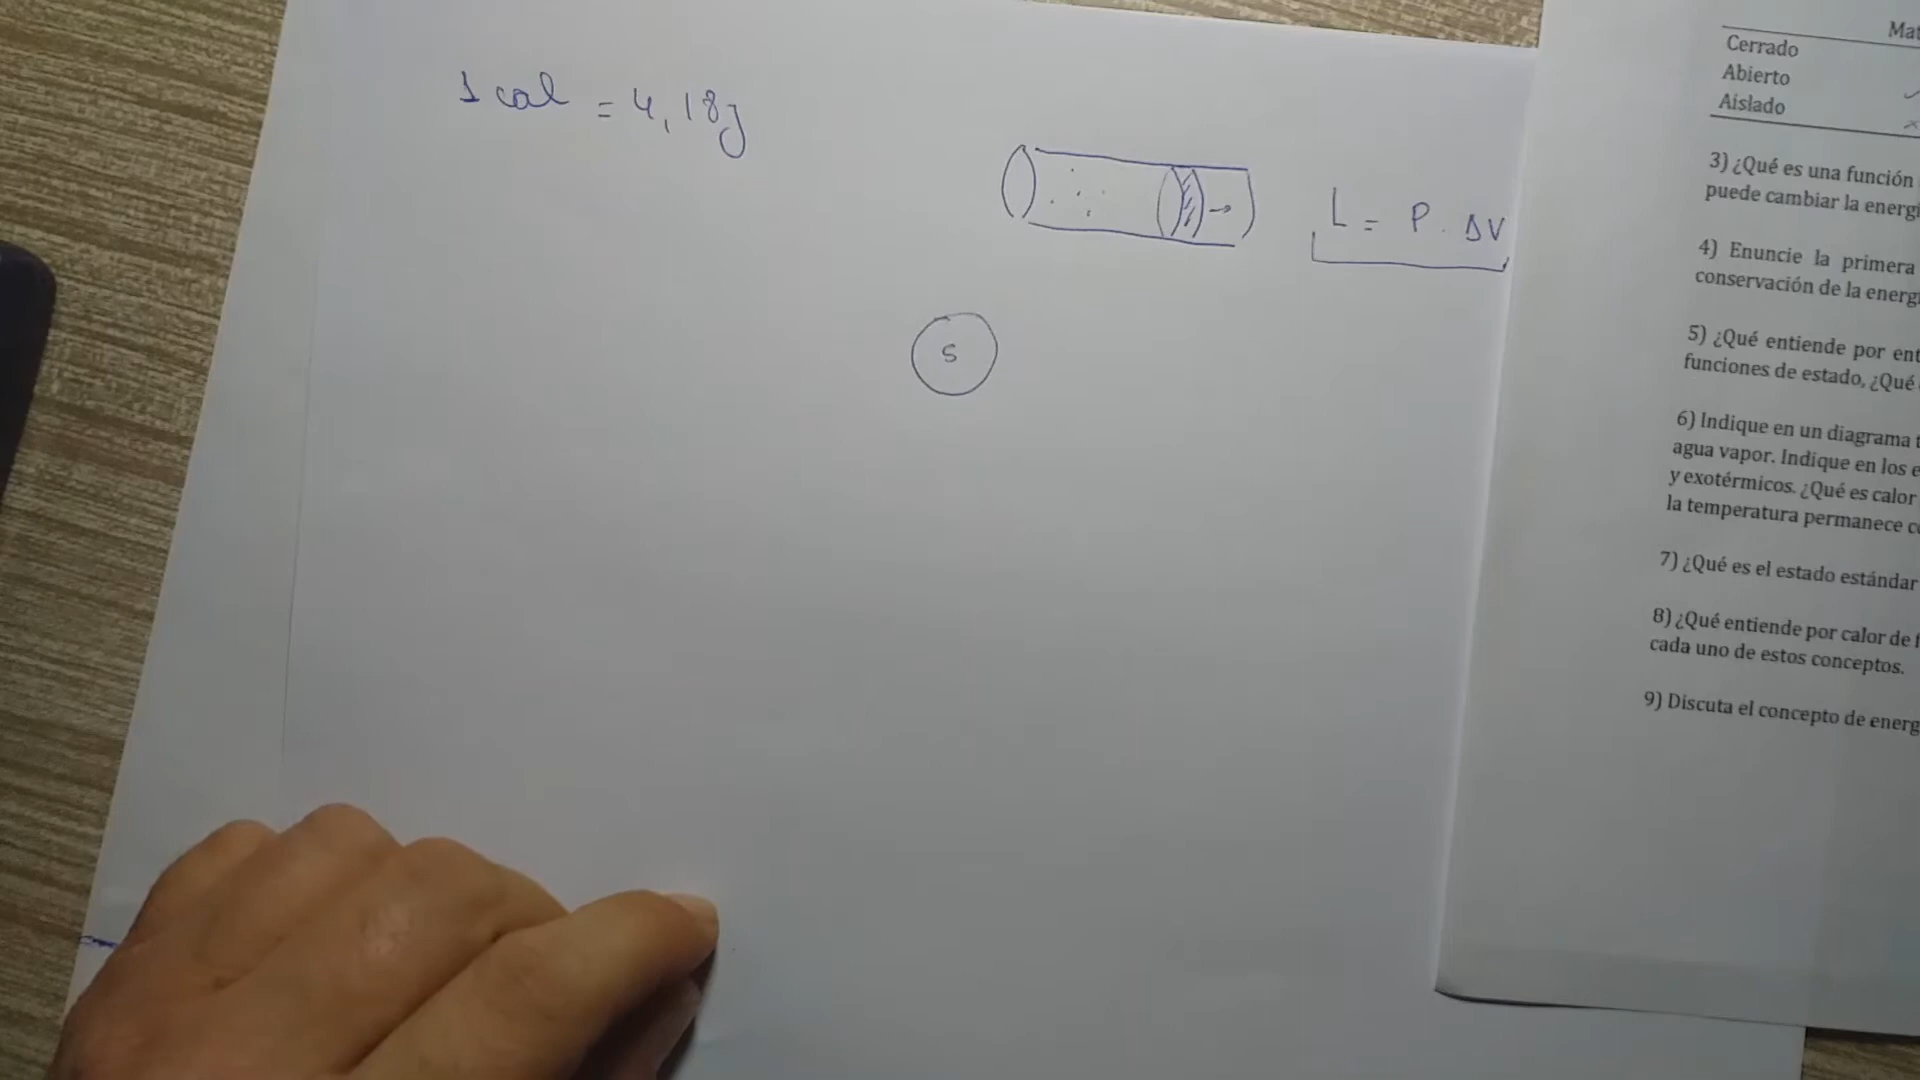 1 cal = 4,18J
L = P. ΔV
S
Cerrado
Abierto
Aislado
3) ¿Qué es una función
puede cambiar la energí
4) Enuncie la primera
conservación de la energí
5) ¿Qué entiende por ent
funciones de estado, ¿Qué
6) Indique en un diagrama t
agua vapor. Indique en los e
y exotérmicos. ¿Qué es calor
la temperatura permanece co
7) ¿Qué es el estado estándar
8) ¿Qué entiende por calor de f
cada uno de estos conceptos.
9) Discuta el concepto de energ